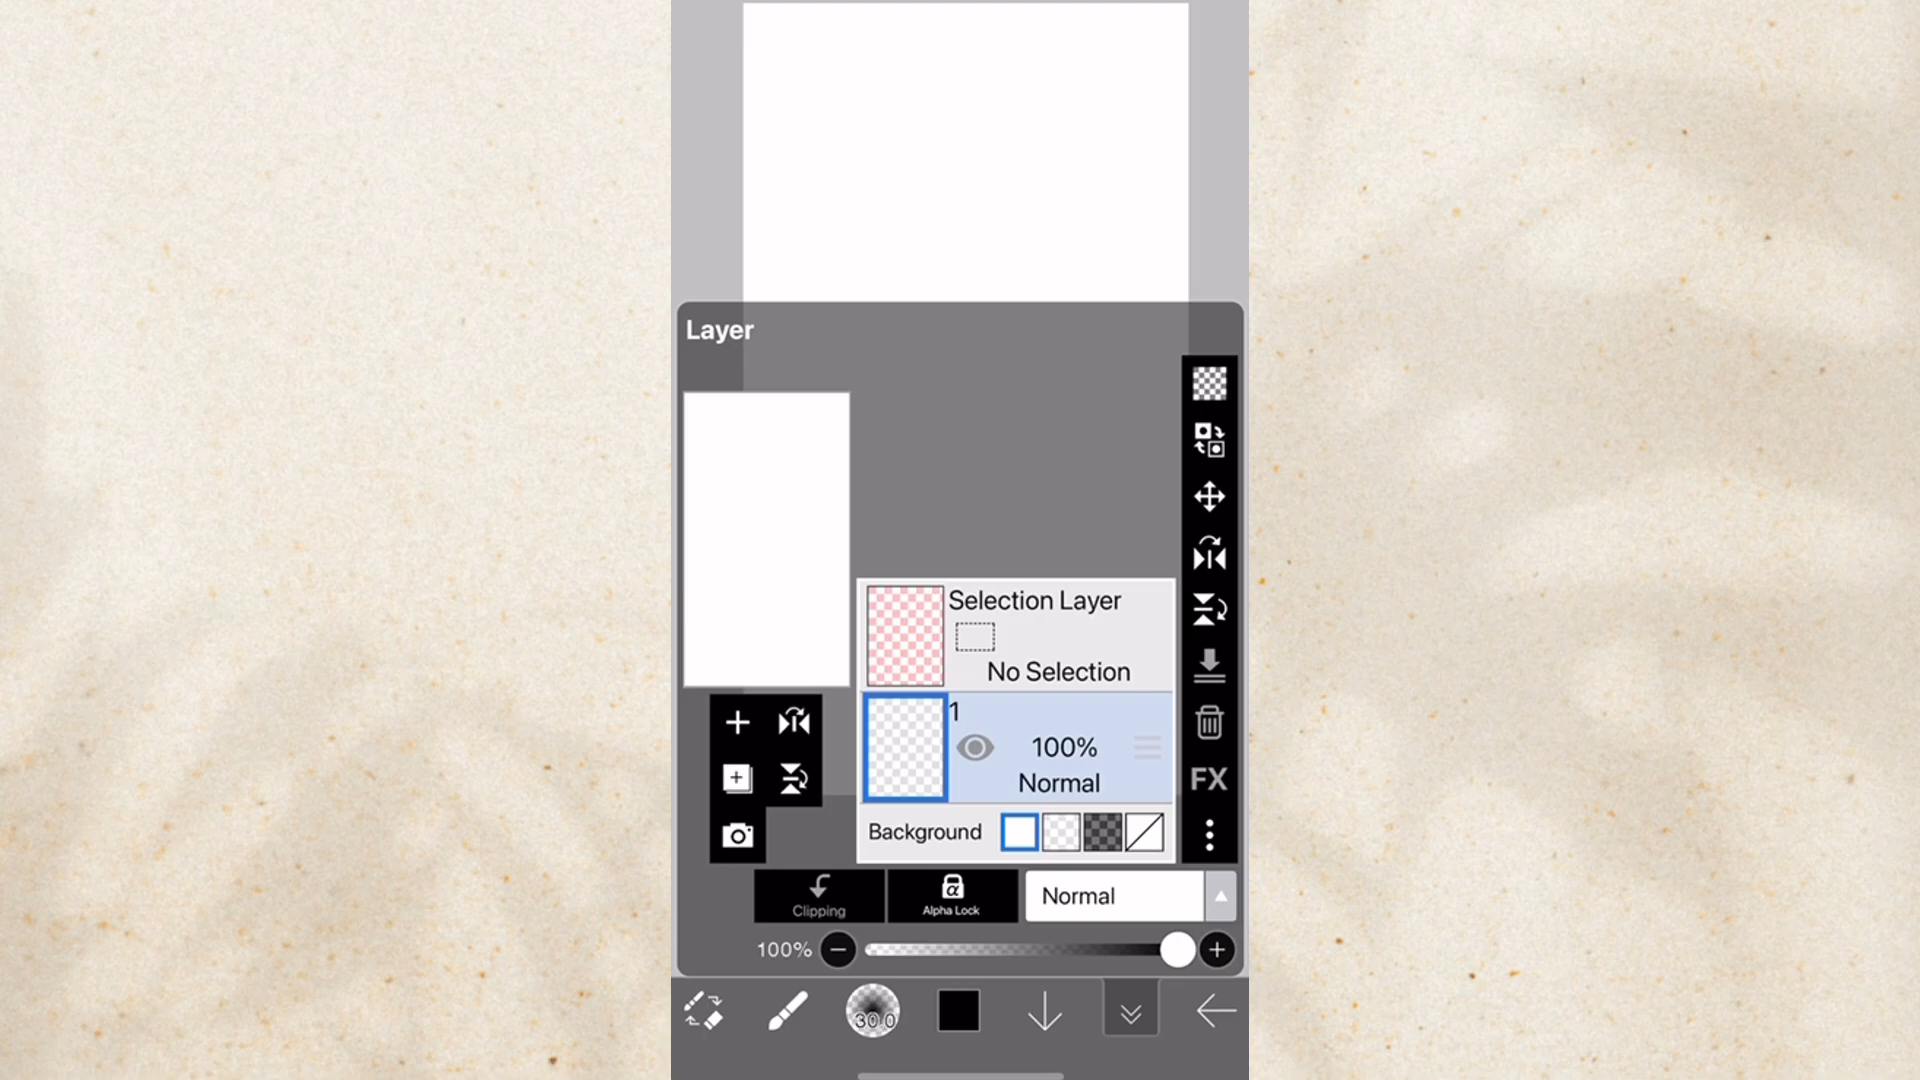 Layer
Selection Layer
No Selection
1
100%
Normal
FX
Background
Clipping
α
Alpha Lock
Normal
100%
30.0